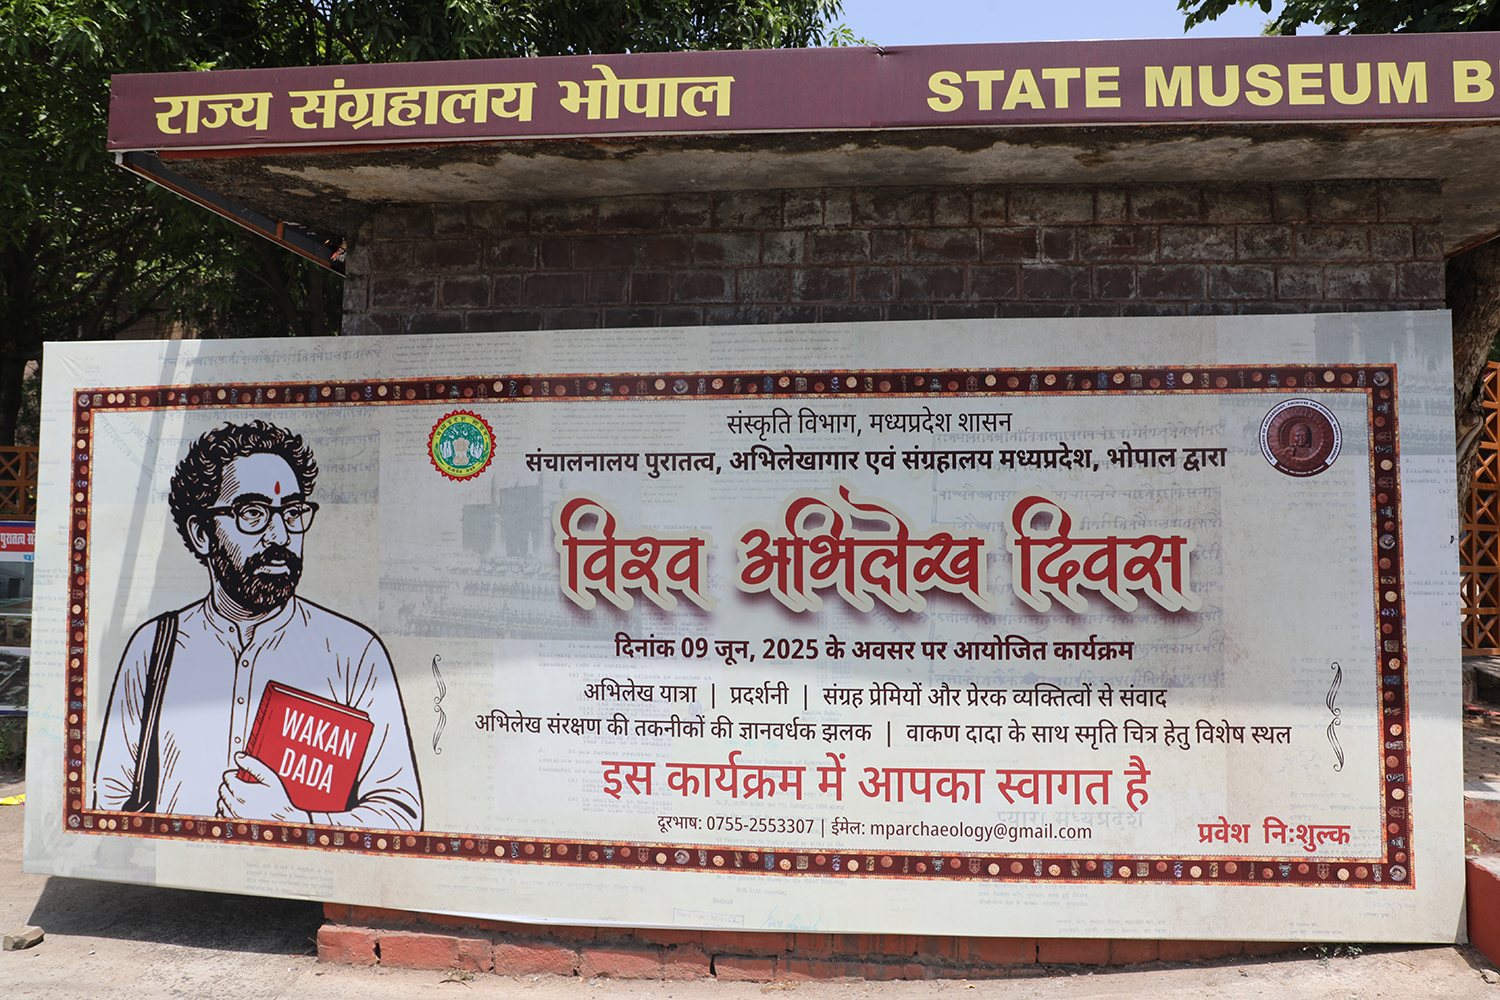 राज्य संग्रहालय भोपाल
STATE MUSEUM B
संस्कृति विभाग, मध्यप्रदेश शासन
संचालनालय पुरातत्व, अभिलेखागार एवं संग्रहालय मध्यप्रदेश, भोपाल द्वारा
विश्व अभिलेख दिवस
दिनांक 09 जून, 2025 के अवसर पर आयोजित कार्यक्रम
अभिलेख यात्रा | प्रदर्शनी | संग्रह प्रेमियों और प्रेरक व्यक्तित्वों से संवाद
अभिलेख संरक्षण की तकनीकों की ज्ञानवर्धक झलक | वाकण दादा के साथ स्मृति चित्र हेतु विशेष स्थल
इस कार्यक्रम में आपका स्वागत है
दूरभाष: 0755-2553307 | ईमेल: mparchaeology@gmail.com
प्रवेश निःशुल्क
WAKAN
DADA
पुरातत्व